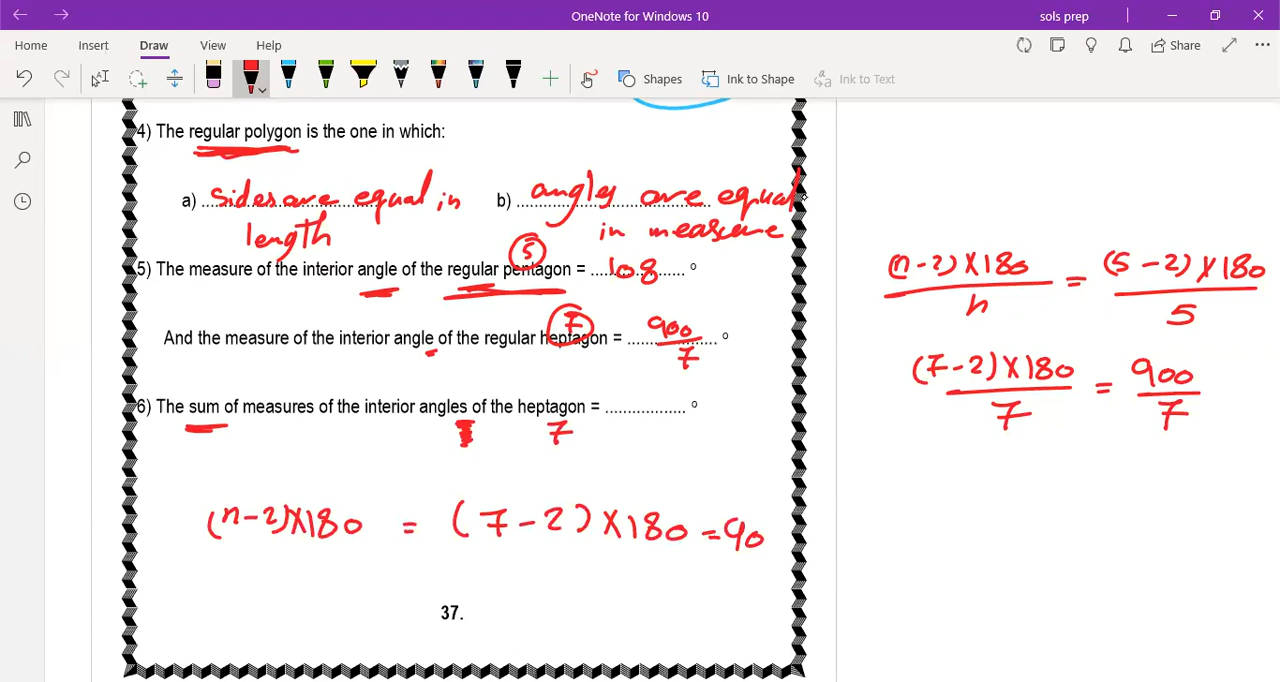 OneNote for Windows 10
sols prep
Home Insert Draw View Help
Share
Shapes
Ink to Shape
Ink to Text
4) The regular polygon is the one in which:
a) .................... sides are equal in length
b) .................... angles are equal in measure
5) The measure of the interior angle of the regular pentagon = .......108....... °
5
And the measure of the interior angle of the regular heptagon = ....900/7.... °
7
6) The sum of measures of the interior angles of the heptagon = .................. °
7
(n-2)×180 = (7-2)×180 = 90
37.
(n-2)×180/n = (5-2)×180/5
(7-2)×180/7 = 900/7